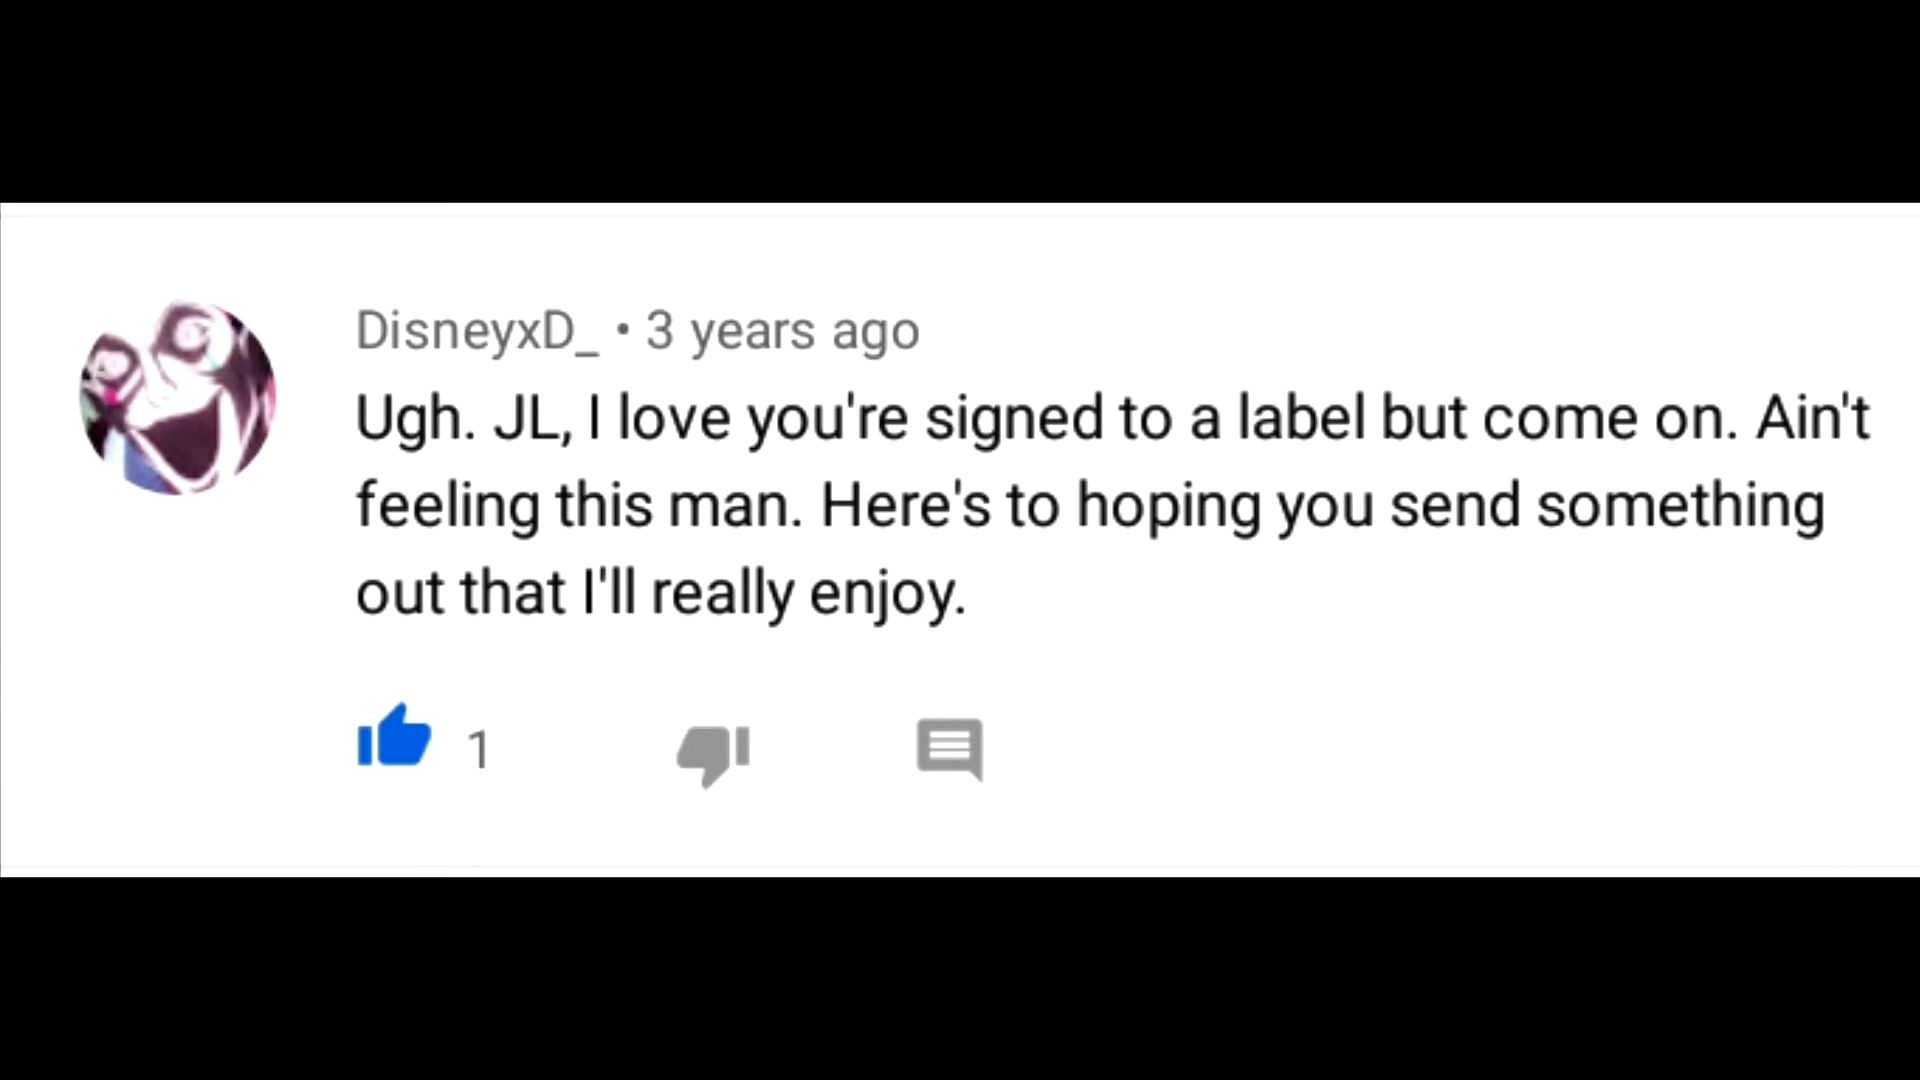 DisneyxD_ • 3 years ago
Ugh. JL, I love you're signed to a label but come on. Ain't
feeling this man. Here's to hoping you send something
out that I'll really enjoy.
1